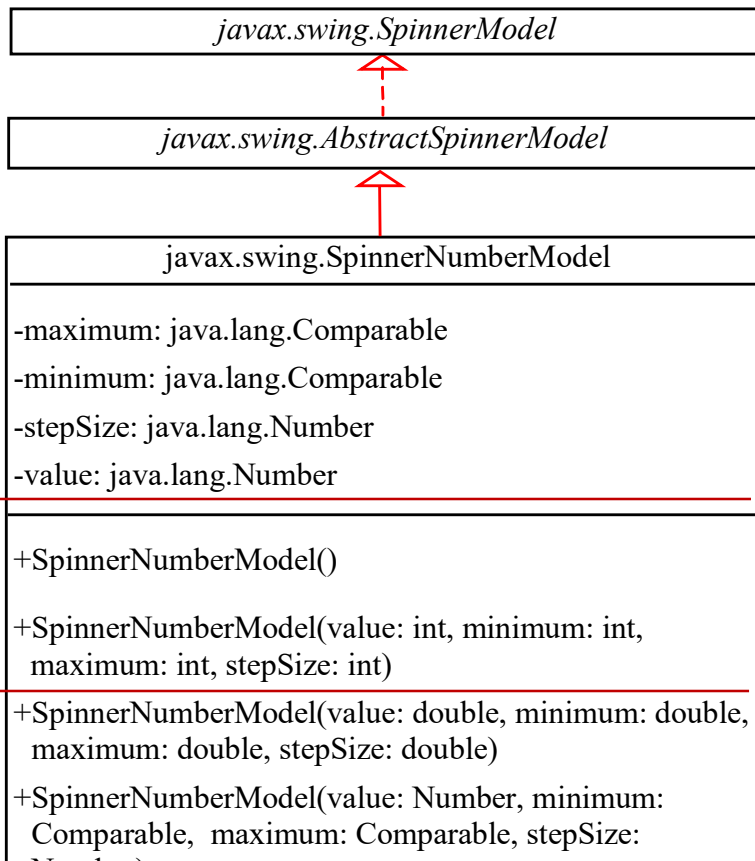 javax.swing.SpinnerModel
javax.swing.AbstractSpinnerModel
javax.swing.SpinnerNumberModel
-maximum: java.lang.Comparable
-minimum: java.lang.Comparable
-stepSize: java.lang.Number
-value: java.lang.Number
+SpinnerNumberModel()
+SpinnerNumberModel(value: int, minimum: int,
maximum: int, stepSize: int)
+SpinnerNumberModel(value: double, minimum: double,
maximum: double, stepSize: double)
+SpinnerNumberModel(value: Number, minimum:
Comparable, maximum: Comparable, stepSize: